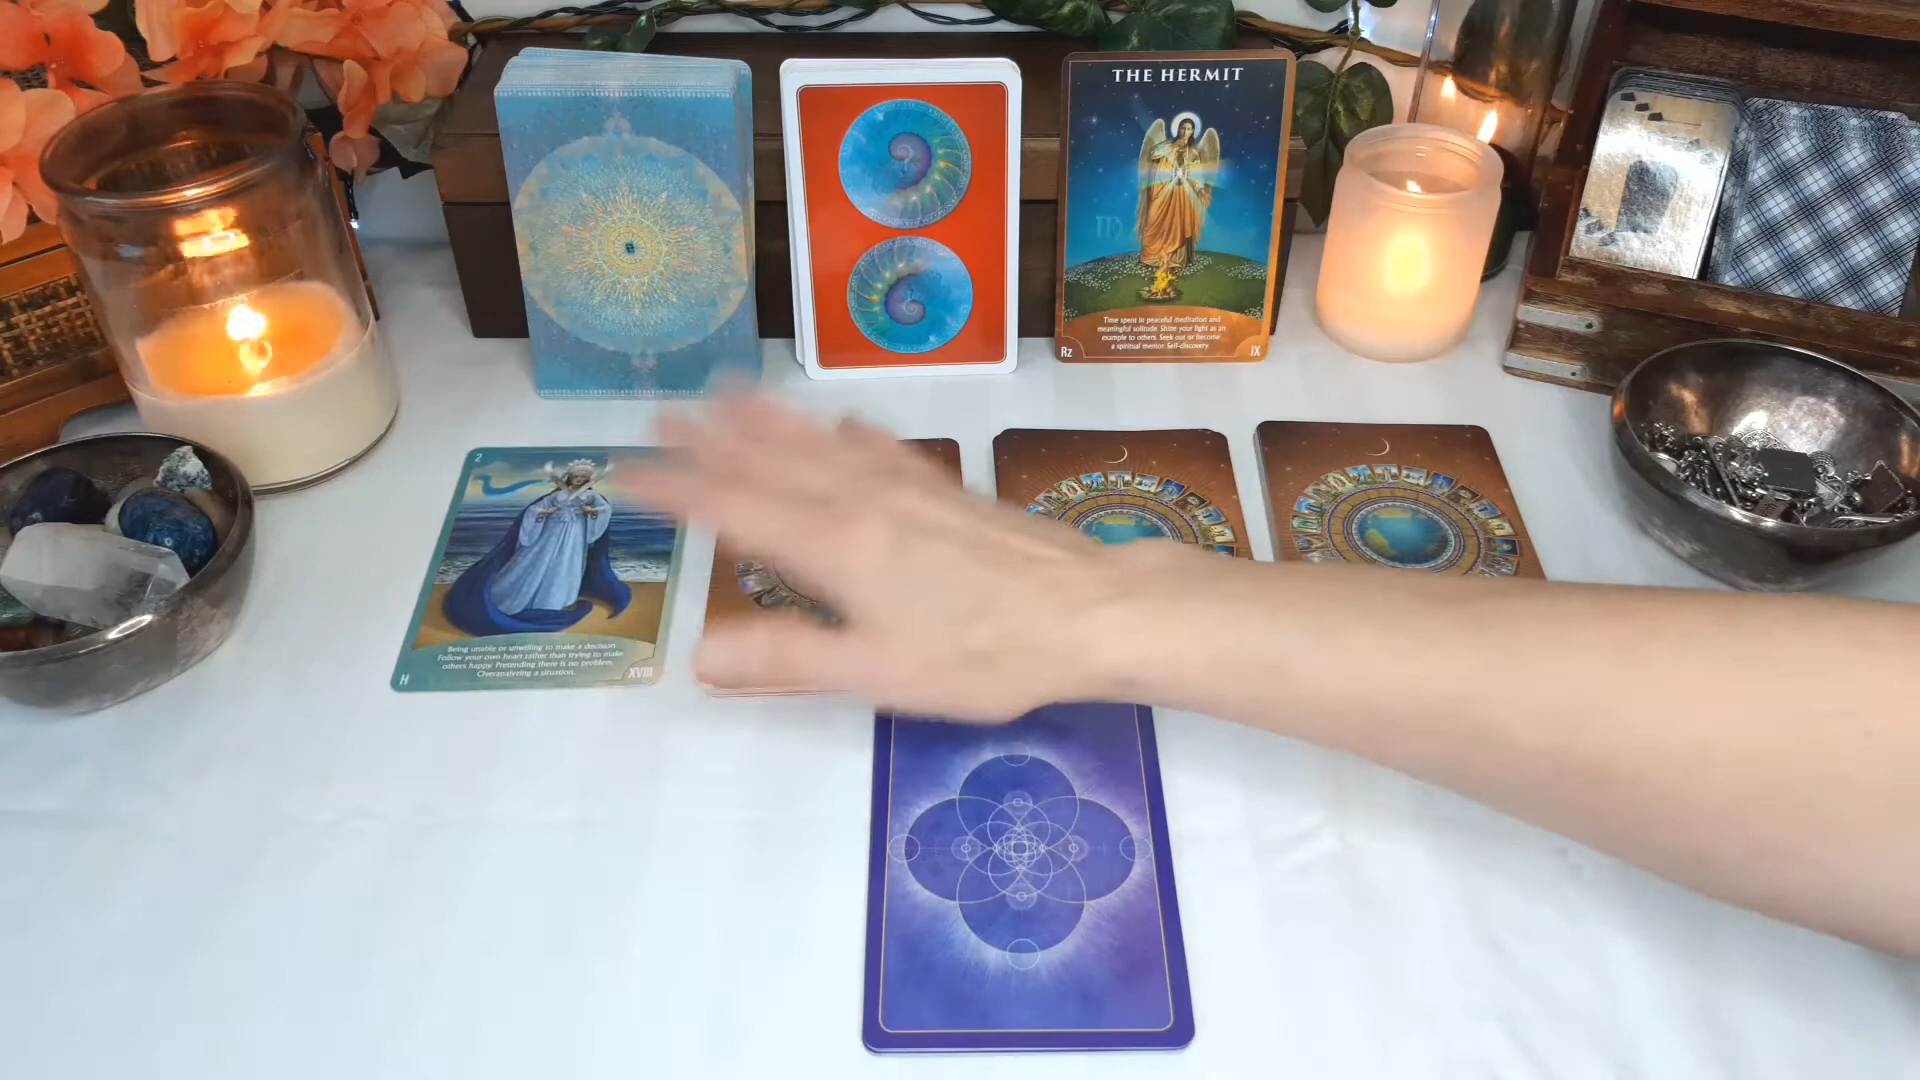 THE HERMIT
Time spent in peaceful meditation and
meaningful solitude. Shine your light as an
example to others. Seek out or become
a spiritual mentor. Self-discovery.
Rz
IX
2
Being unable or unwilling to make a decision
Follow your own heart rather than trying to make
others happy. Pretending there is no problem.
Overanalyzing a situation.
H
XVIII